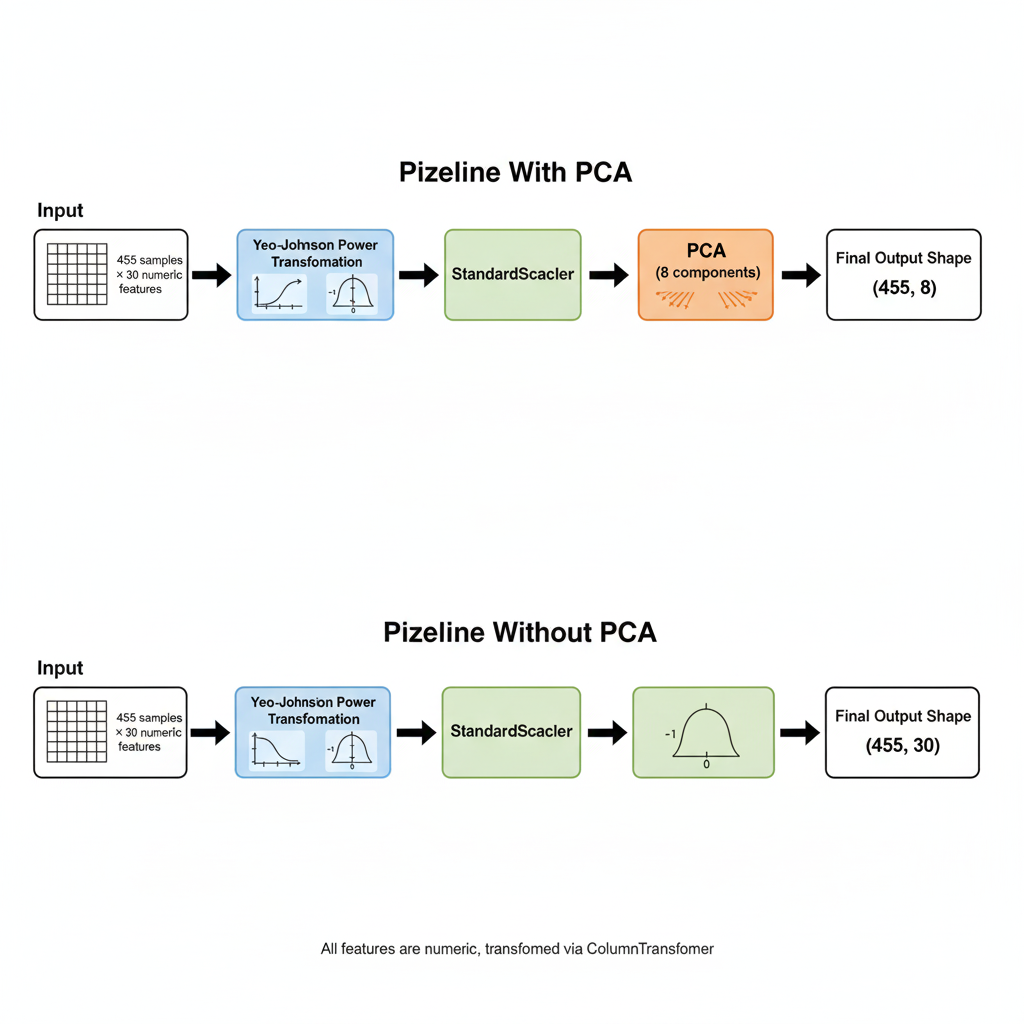 Pizeline With PCA
Input
455 samples
× 30 numeric
features
Yeo-Johnson Power
Transfomation
-1
0
StandardScacler
PCA
(8 components)
Final Output Shape
(455, 8)
Pizeline Without PCA
Input
455 samples
× 30 numeric
features
Yeo-Johnsion Power
Transfomation
-1
0
StandardScacler
-1
0
Final Output Shape
(455, 30)
All features are numeric, transfomed via ColumnTransfomer